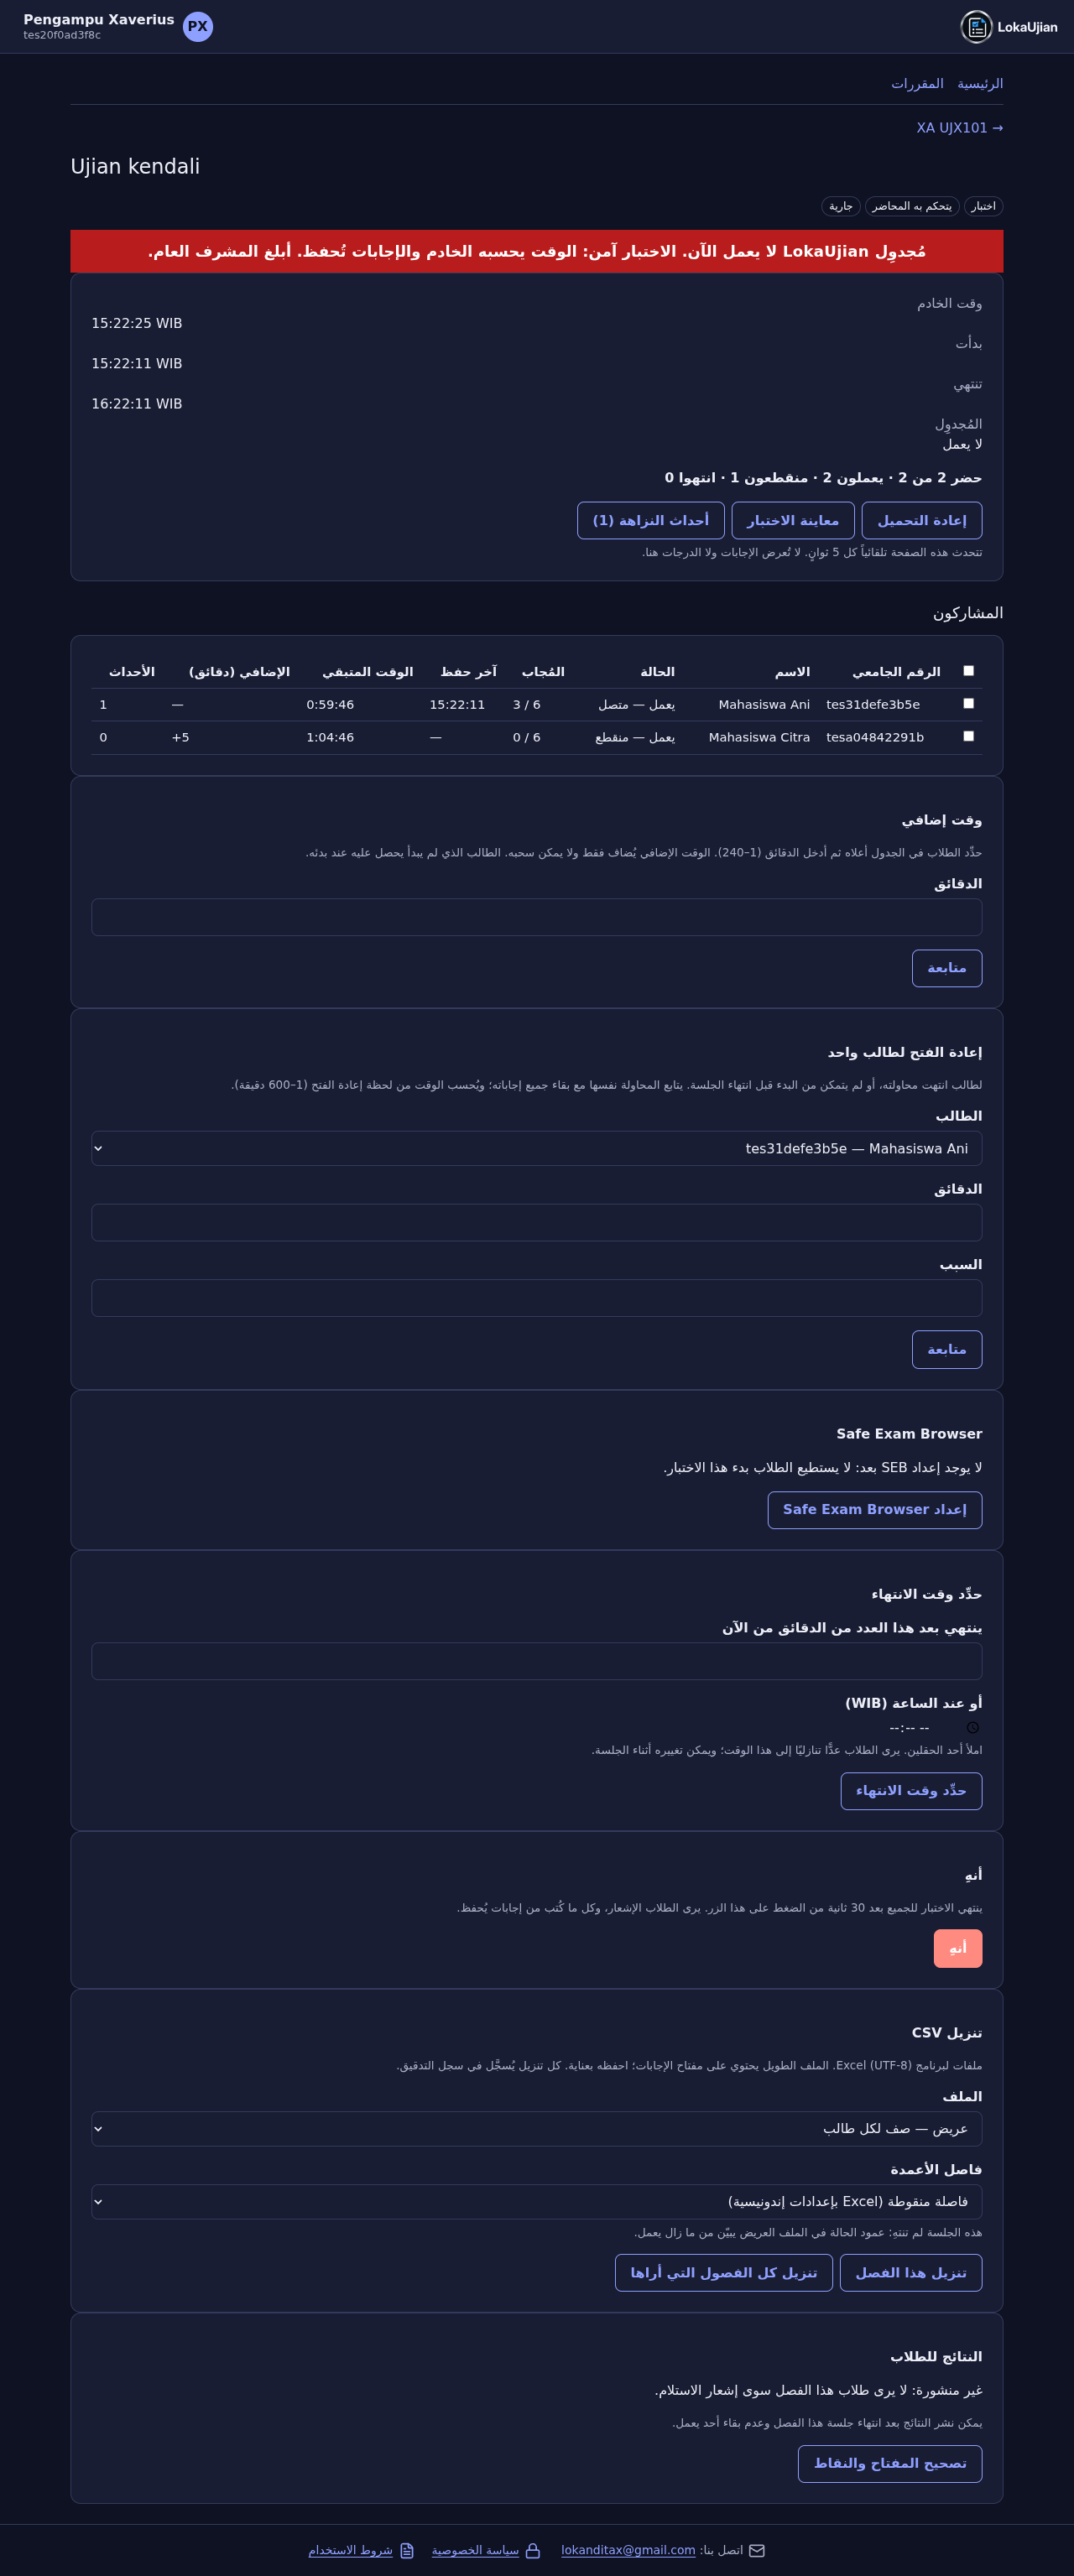 LokaUjian
Pengampu Xaverius
tes20f0ad3f8c
PX
الرئيسية المقررات
→ XA UJX101
Ujian kendali
اختبار يتحكم به المحاضر جارية
مُجدوِل LokaUjian لا يعمل الآن. الاختبار آمن: الوقت يحسبه الخادم والإجابات تُحفظ. أبلغ المشرف العام.
وقت الخادم
15:22:25 WIB
بدأت
15:22:11 WIB
تنتهي
16:22:11 WIB
المُجدوِل
لا يعمل
حضر 2 من 2 · يعملون 2 · منقطعون 1 · انتهوا 0
إعادة التحميل معاينة الاختبار أحداث النزاهة (1)
تتحدث هذه الصفحة تلقائياً كل 5 ثوانٍ. لا تُعرض الإجابات ولا الدرجات هنا.
المشاركون
الرقم الجامعي الاسم الحالة المُجاب آخر حفظ الوقت المتبقي الإضافي (دقائق) الأحداث
tes31defe3b5e Mahasiswa Ani يعمل — متصل 3 / 6 15:22:11 0:59:46 — 1
tesa04842291b Mahasiswa Citra يعمل — منقطع 0 / 6 — 1:04:46 +5 0
وقت إضافي
حدِّد الطلاب في الجدول أعلاه ثم أدخل الدقائق (1–240). الوقت الإضافي يُضاف فقط ولا يمكن سحبه. الطالب الذي لم يبدأ يحصل عليه عند بدئه.
الدقائق
متابعة
إعادة الفتح لطالب واحد
لطالب انتهت محاولته، أو لم يتمكن من البدء قبل انتهاء الجلسة. يتابع المحاولة نفسها مع بقاء جميع إجاباته؛ ويُحسب الوقت من لحظة إعادة الفتح (1–600 دقيقة).
الطالب
tes31defe3b5e — Mahasiswa Ani
الدقائق
السبب
متابعة
Safe Exam Browser
لا يوجد إعداد SEB بعد: لا يستطيع الطلاب بدء هذا الاختبار.
إعداد Safe Exam Browser
حدِّد وقت الانتهاء
ينتهي بعد هذا العدد من الدقائق من الآن
أو عند الساعة (WIB)
--:-- --
املأ أحد الحقلين. يرى الطلاب عدًّا تنازليًا إلى هذا الوقت؛ ويمكن تغييره أثناء الجلسة.
حدِّد وقت الانتهاء
أنهِ
ينتهي الاختبار للجميع بعد 30 ثانية من الضغط على هذا الزر. يرى الطلاب الإشعار، وكل ما كُتب من إجابات يُحفظ.
أنهِ
تنزيل CSV
ملفات لبرنامج Excel (UTF-8). الملف الطويل يحتوي على مفتاح الإجابات؛ احفظه بعناية. كل تنزيل يُسجَّل في سجل التدقيق.
الملف
عريض — صف لكل طالب
فاصل الأعمدة
فاصلة منقوطة (Excel بإعدادات إندونيسية)
هذه الجلسة لم تنتهِ: عمود الحالة في الملف العريض يبيّن من ما زال يعمل.
تنزيل هذا الفصل تنزيل كل الفصول التي أراها
النتائج للطلاب
غير منشورة: لا يرى طلاب هذا الفصل سوى إشعار الاستلام.
يمكن نشر النتائج بعد انتهاء جلسة هذا الفصل وعدم بقاء أحد يعمل.
تصحيح المفتاح والنقاط
اتصل بنا: lokanditax@gmail.com سياسة الخصوصية شروط الاستخدام